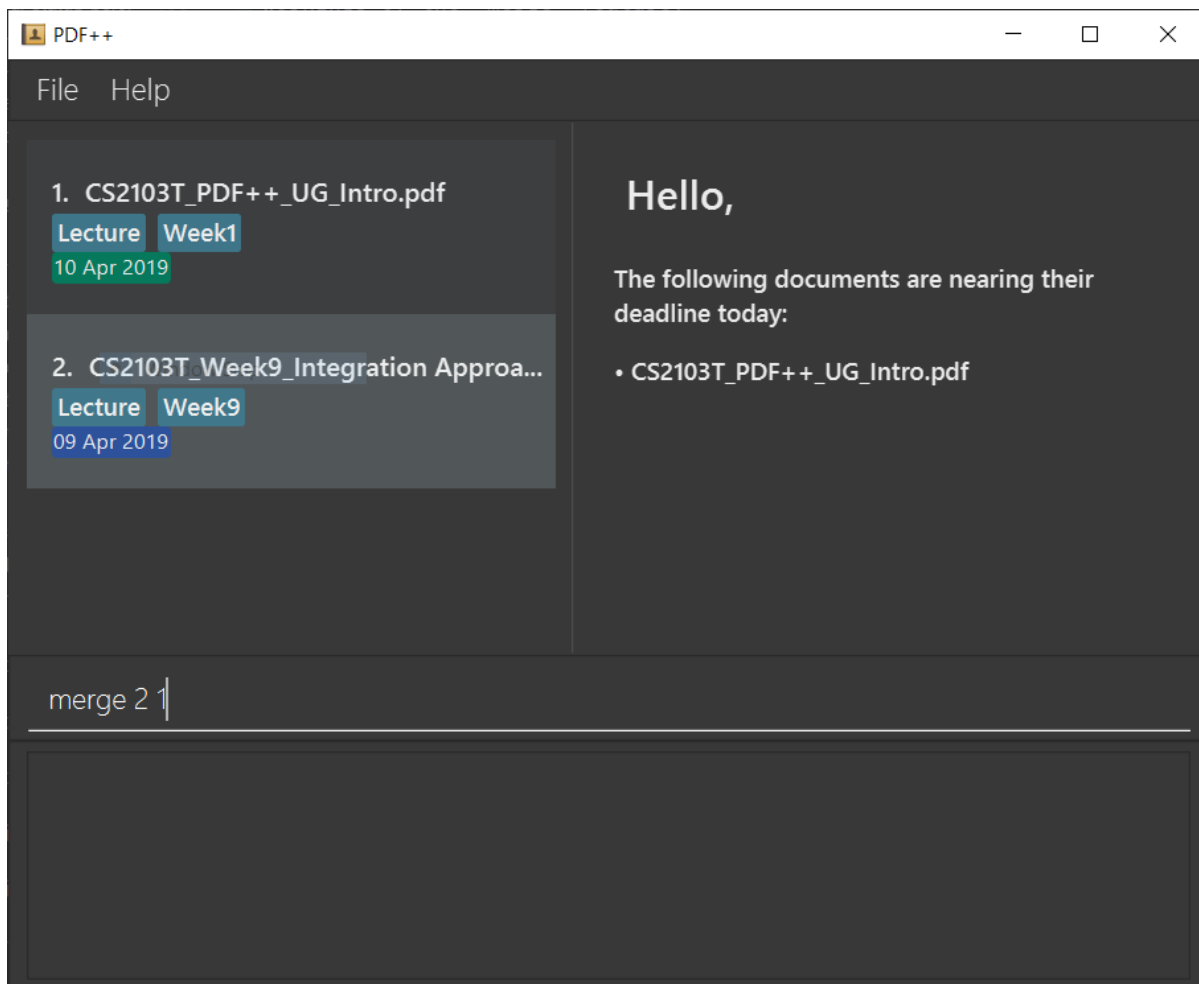 PDF++
File Help
1. CS2103T_PDF++_UG_Intro.pdf
Lecture Week1
10 Apr 2019
2. CS2103T_Week9_Integration Approa...
Lecture Week9
09 Apr 2019
Hello,
The following documents are nearing their
deadline today:
• CS2103T_PDF++_UG_Intro.pdf
merge 2 1